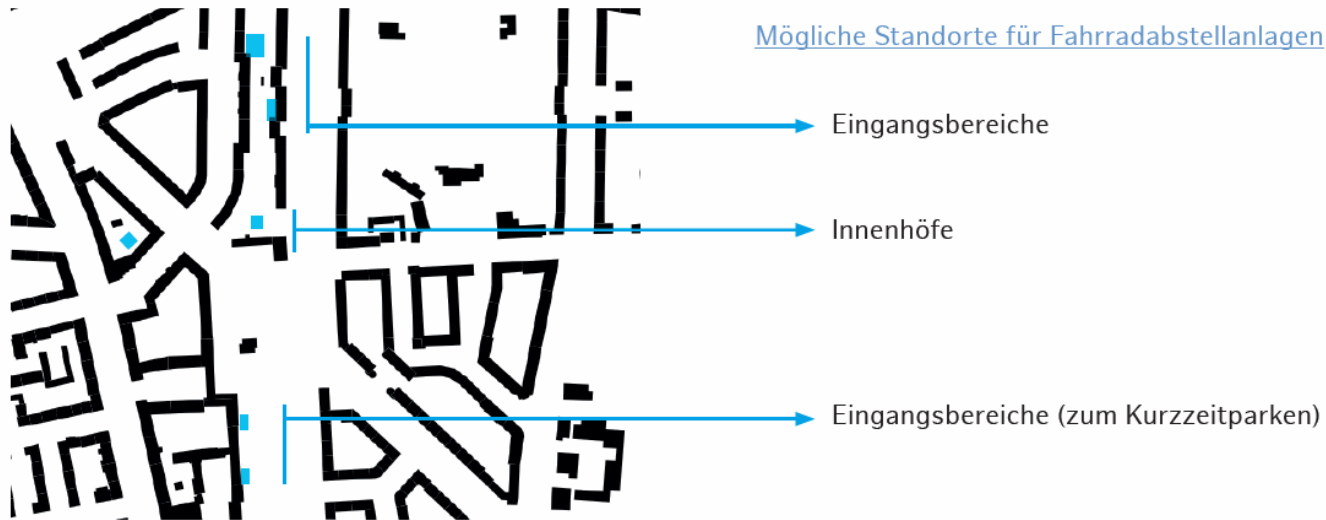 Mögliche Standorte für Fahrradabstellanlagen
Eingangsbereiche
Innenhöfe
Eingangsbereiche (zum Kurzzeitparken)